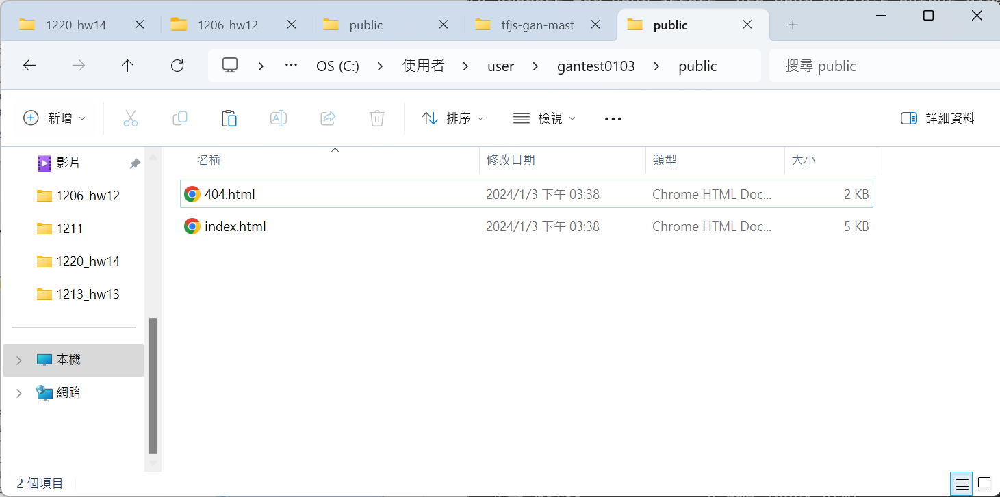 1220_hw14
1206_hw12
public
tfjs-gan-mast
public
OS (C:)
使用者
user
gantest0103
public
搜尋 public
新增
排序
檢視
詳細資料
影片
1206_hw12
1211
1220_hw14
1213_hw13
本機
網路
名稱
修改日期
類型
大小
404.html
2024/1/3 下午 03:38
Chrome HTML Doc...
2 KB
index.html
2024/1/3 下午 03:38
Chrome HTML Doc...
5 KB
2 個項目